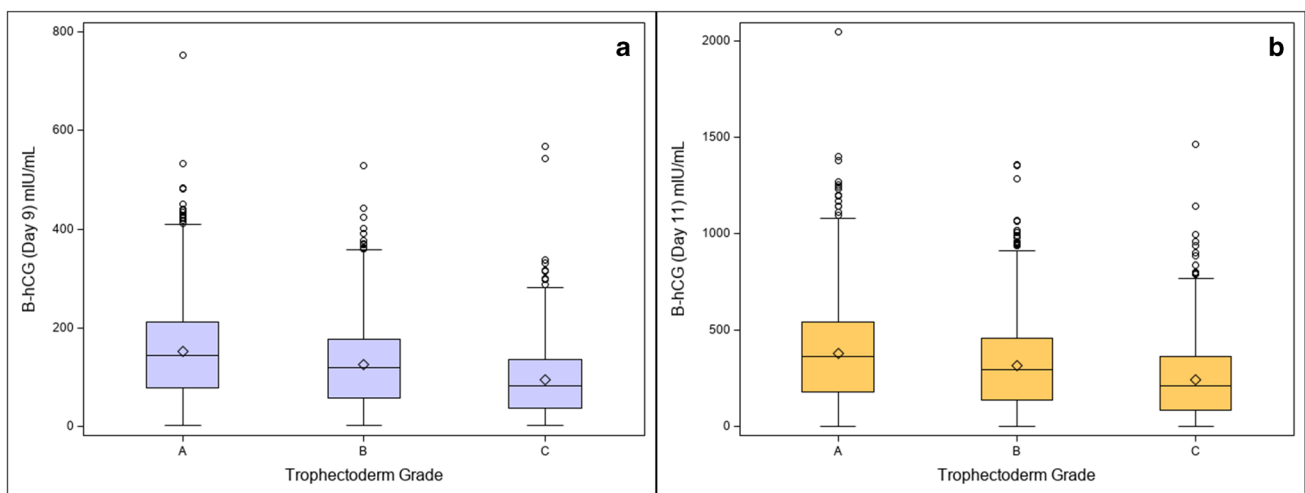 a
B-hCG (Day 9) mIU/mL
800
600
400
200
0
A B C
Trophectoderm Grade
b
B-hCG (Day 11) mIU/mL
2000
1500
1000
500
0
A B C
Trophectoderm Grade